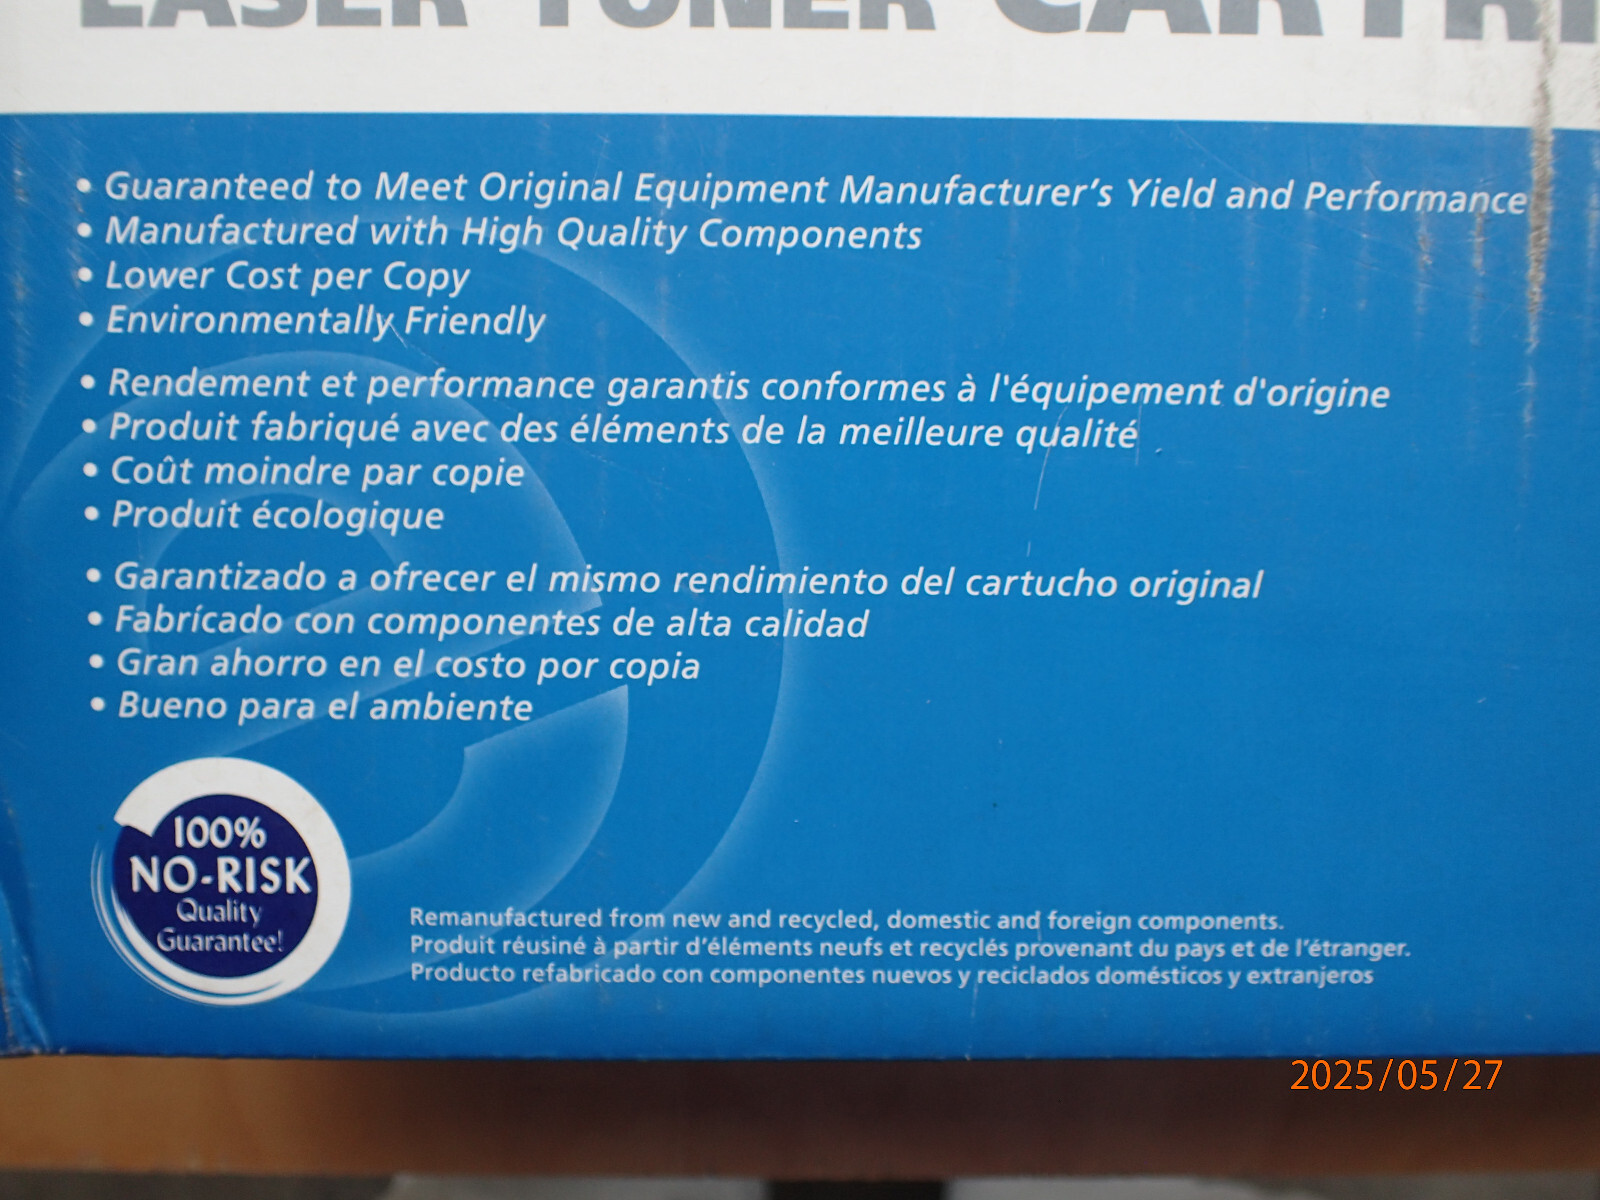 LASER TONER CARTRI
• Guaranteed to Meet Original Equipment Manufacturer's Yield and Performance
• Manufactured with High Quality Components
• Lower Cost per Copy
• Environmentally Friendly
• Rendement et performance garantis conformes à l'équipement d'origine
• Produit fabriqué avec des éléments de la meilleure qualité
• Coût moindre par copie
• Produit écologique
• Garantizado a ofrecer el mismo rendimiento del cartucho original
• Fabrícado con componentes de alta calidad
• Gran ahorro en el costo por copia
• Bueno para el ambiente
100%
NO-RISK
Quality
Guarantee!
Remanufactured from new and recycled, domestic and foreign components.
Produit réusiné à partir d'éléments neufs et recyclés provenant du pays et de l'étranger.
Producto refabricado con componentes nuevos y reciclados domésticos y extranjeros
2025/05/27